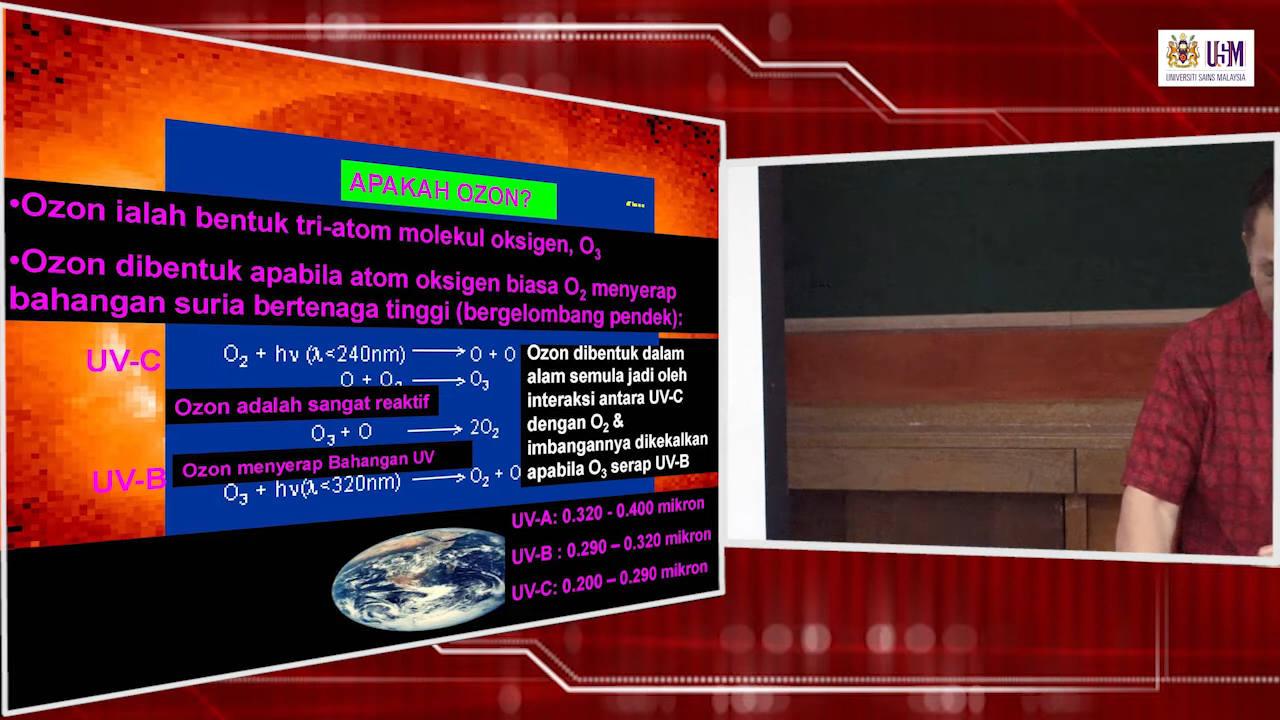 USM
UNIVERSITI SAINS MALAYSIA
APAKAH OZON?
•Ozon ialah bentuk tri-atom molekul oksigen, O₃
•Ozon dibentuk apabila atom oksigen biasa O₂ menyerap
bahangan suria bertenaga tinggi (bergelombang pendek):
UV-C
O₂ + hν (λ<240nm) ⟶ O + O
O + O₂ ⟶ O₃
Ozon adalah sangat reaktif
O₃ + O ⟶ 2O₂
Ozon menyerap Bahangan UV
UV-B
O₃ + hν(λ<320nm) ⟶ O₂ + O
Ozon dibentuk dalam
alam semula jadi oleh
interaksi antara UV-C
dengan O₂ &
imbangannya dikekalkan
apabila O₃ serap UV-B
UV-A: 0.320 - 0.400 mikron
UV-B : 0.290 – 0.320 mikron
UV-C: 0.200 – 0.290 mikron